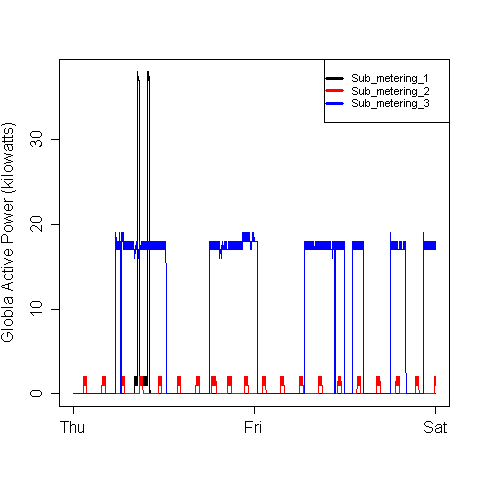 Sub_metering_1
Sub_metering_2
Sub_metering_3
Globla Active Power (kilowatts)
30
20
10
0
Thu Fri Sat